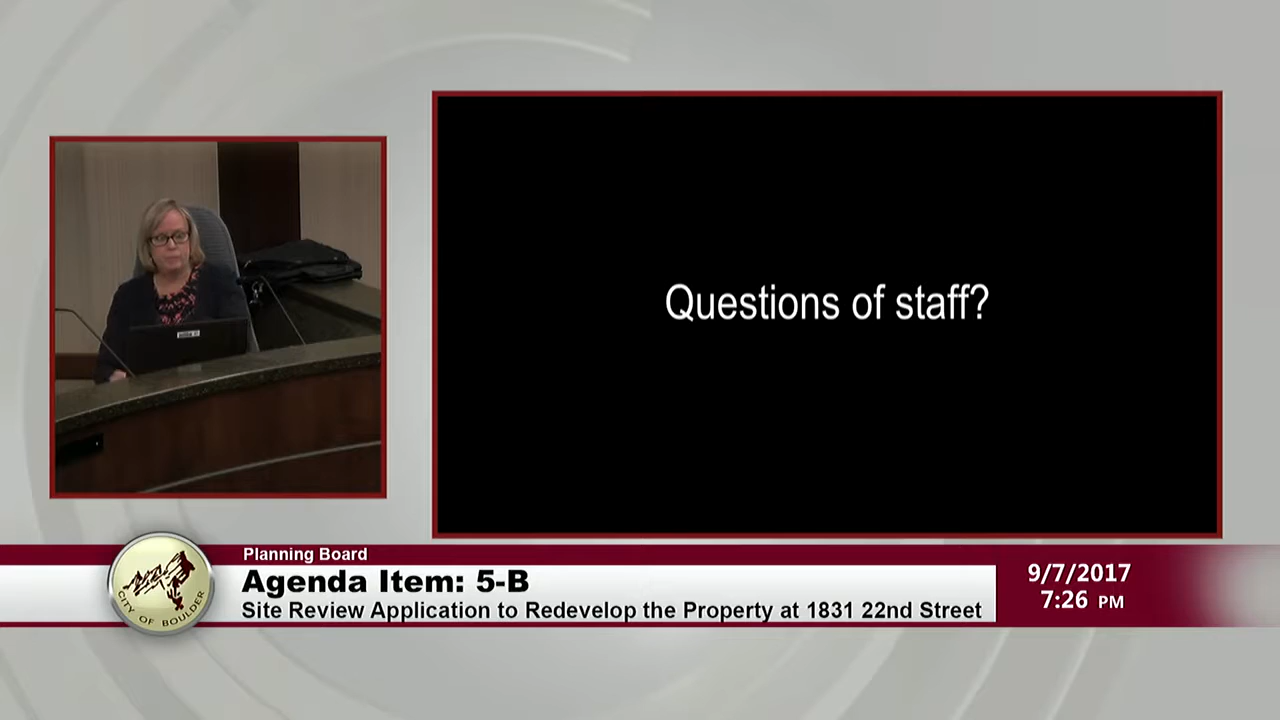 Questions of staff?
Planning Board
Agenda Item: 5-B
Site Review Application to Redevelop the Property at 1831 22nd Street
CITY OF BOULDER
9/7/2017
7:26 PM